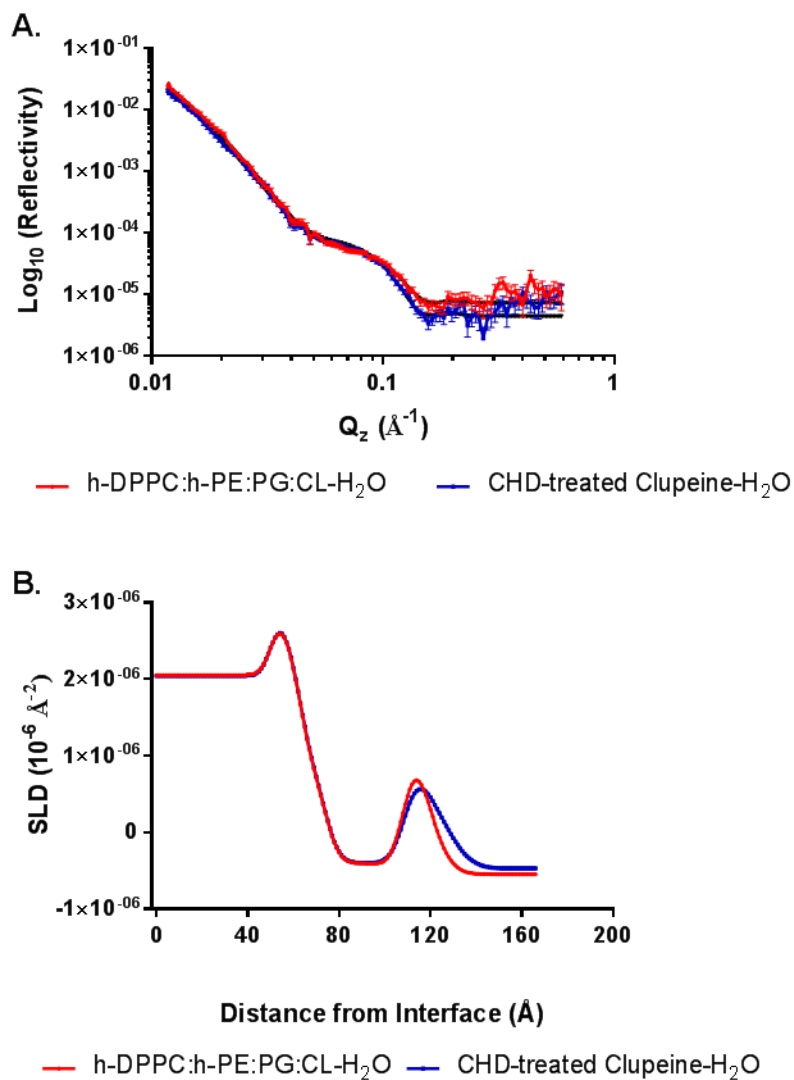 A.
1×10⁻⁰¹
1×10⁻⁰²
1×10⁻⁰³
1×10⁻⁰⁴
1×10⁻⁰⁵
1×10⁻⁰⁶
Log₁₀ (Reflectivity)
0.01 0.1 1
Q_z (Å⁻¹)
h-DPPC:h-PE:PG:CL-H₂O CHD-treated Clupeine-H₂O
B.
3×10⁻⁰⁶
2×10⁻⁰⁶
1×10⁻⁰⁶
0
-1×10⁻⁰⁶
SLD (10⁻⁶ Å⁻²)
0 40 80 120 160 200
Distance from Interface (Å)
h-DPPC:h-PE:PG:CL-H₂O CHD-treated Clupeine-H₂O